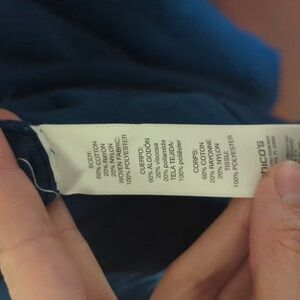 BODY:
60% COTTON
20% RAYON
20% NYLON
WOVEN FABRIC:
100% POLYESTER
CUERPO:
60% ALGODÓN
20% viscosa
20% poliamida
TELA TEJIDA:
100% poliéster
CORPS:
60% COTON
20% RAYONNE
20% NYLON
TISSU:
100% POLYESTER
hico's